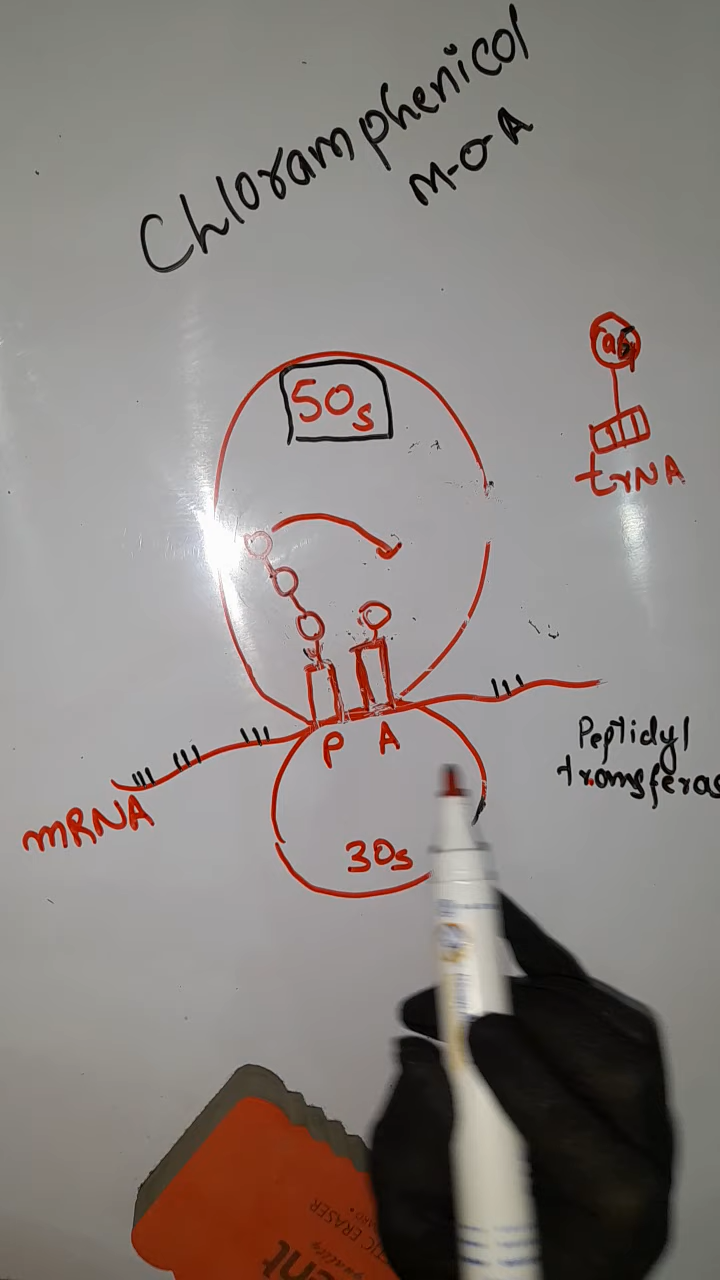 Chloramphenicol
M-O-A
50s
trNA
P A
Peptidyl
transferas
mRNA
30s